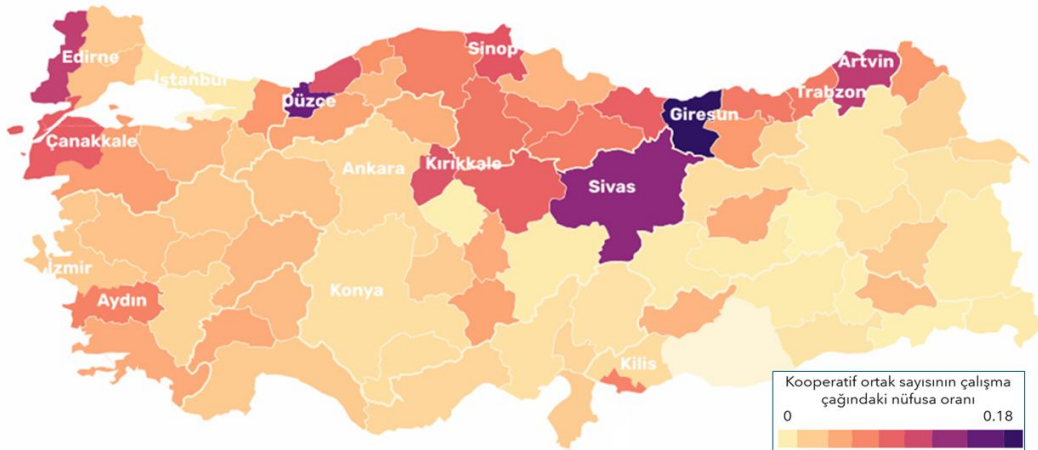 Sinop
Edirne
Artvin
İstanbul
Trabzon
Düzce
Giresun
Çanakkale
Ankara
Kırıkkale
Sivas
İzmir
Konya
Aydın
Kilis
Kooperatif ortak sayısının çalışma
çağındaki nüfusa oranı
0 0.18